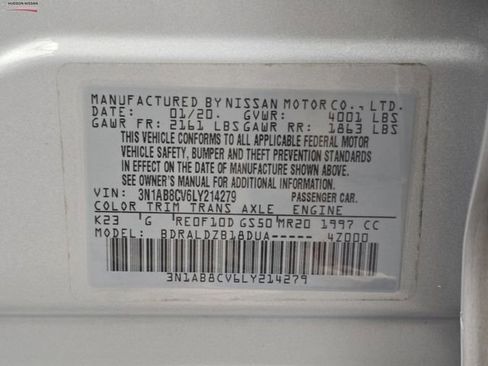 HUDSON NISSAN
MANUFACTURED BY NISSAN MOTOR CO., LTD.
DATE: 01/20. GVWR: 4001 LBS
GAWR FR: 2161 LBS GAWR RR: 1863 LBS
THIS VEHICLE CONFORMS TO ALL APPLICABLE FEDERAL MOTOR
VEHICLE SAFETY, BUMPER AND THEFT PREVENTION STANDARDS
IN EFFECT ON THE DATE OF MANUFACTURE SHOWN ABOVE.
SEE OWNER'S MANUAL FOR ADDITIONAL INFORMATION
VIN: 3N1AB8CV6LY214279 PASSENGER CAR.
COLOR TRIM TRANS AXLE ENGINE
K23 G RE0F10D GS50 MR20 1997 CC
MODEL: BDRALDZB18DUA----- 4Z000
3N1AB8CV6LY214279